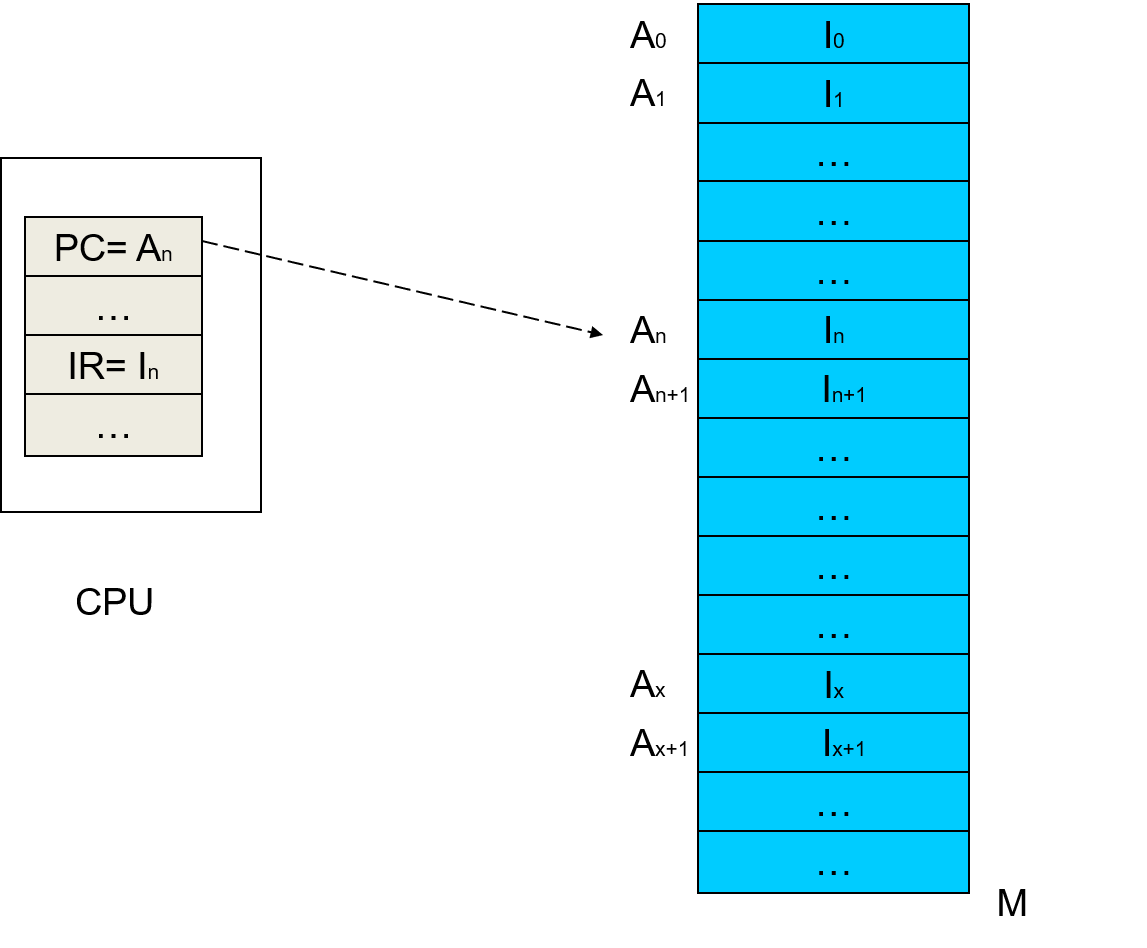 PC= Aₙ
…
IR= Iₙ
…
CPU
A₀ I₀
A₁ I₁
…
…
…
Aₙ Iₙ
Aₙ₊₁ Iₙ₊₁
…
…
…
…
Aₓ Iₓ
Aₓ₊₁ Iₓ₊₁
…
…
M